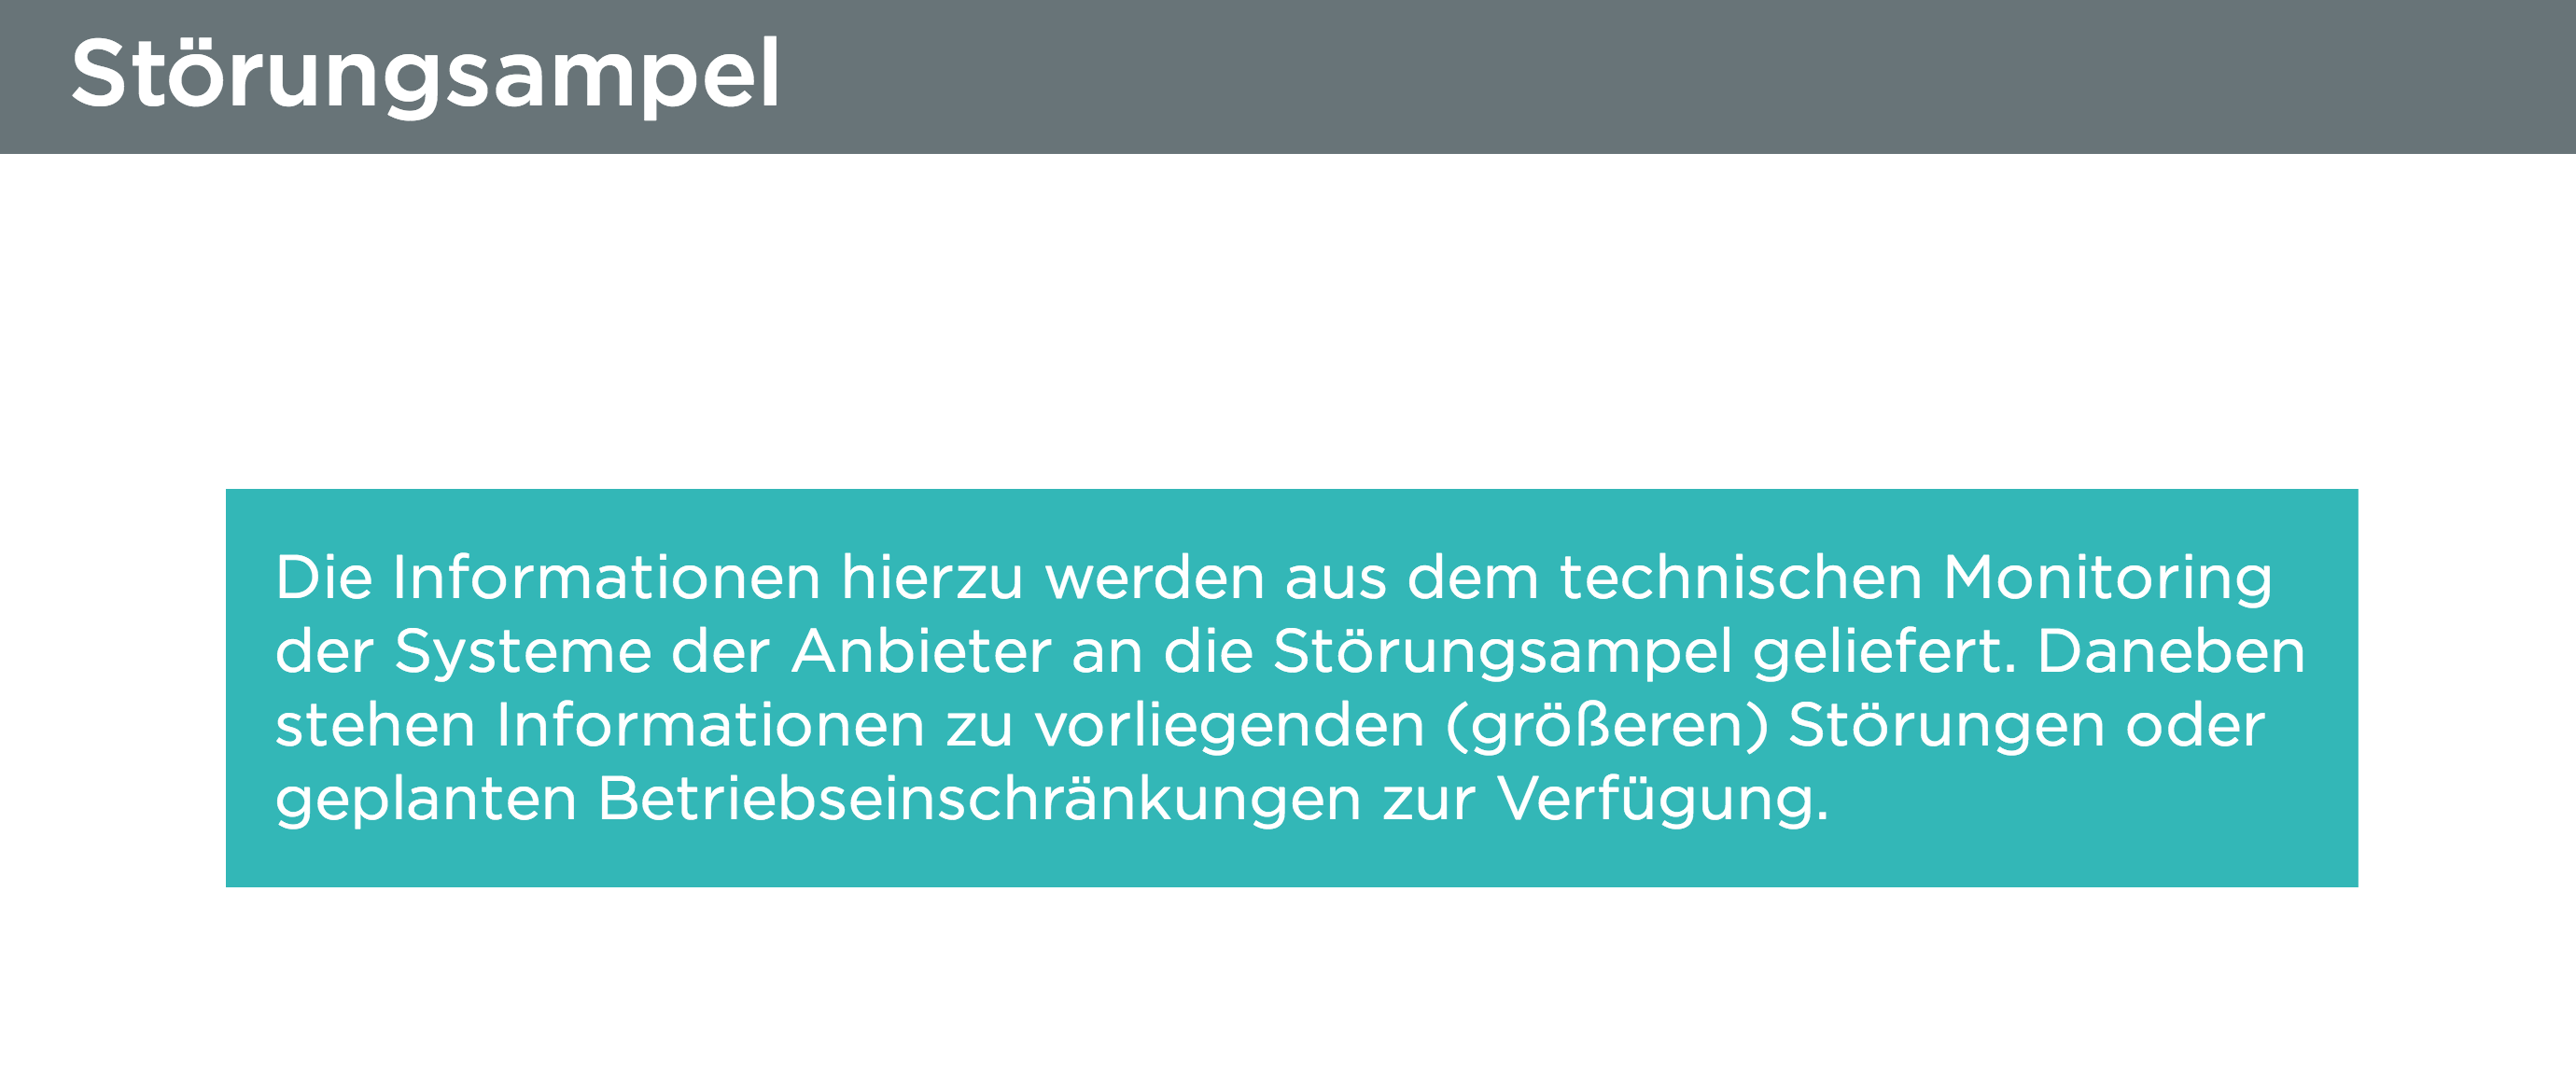 Störungsampel
Die Informationen hierzu werden aus dem technischen Monitoring
der Systeme der Anbieter an die Störungsampel geliefert. Daneben
stehen Informationen zu vorliegenden (größeren) Störungen oder
geplanten Betriebseinschränkungen zur Verfügung.